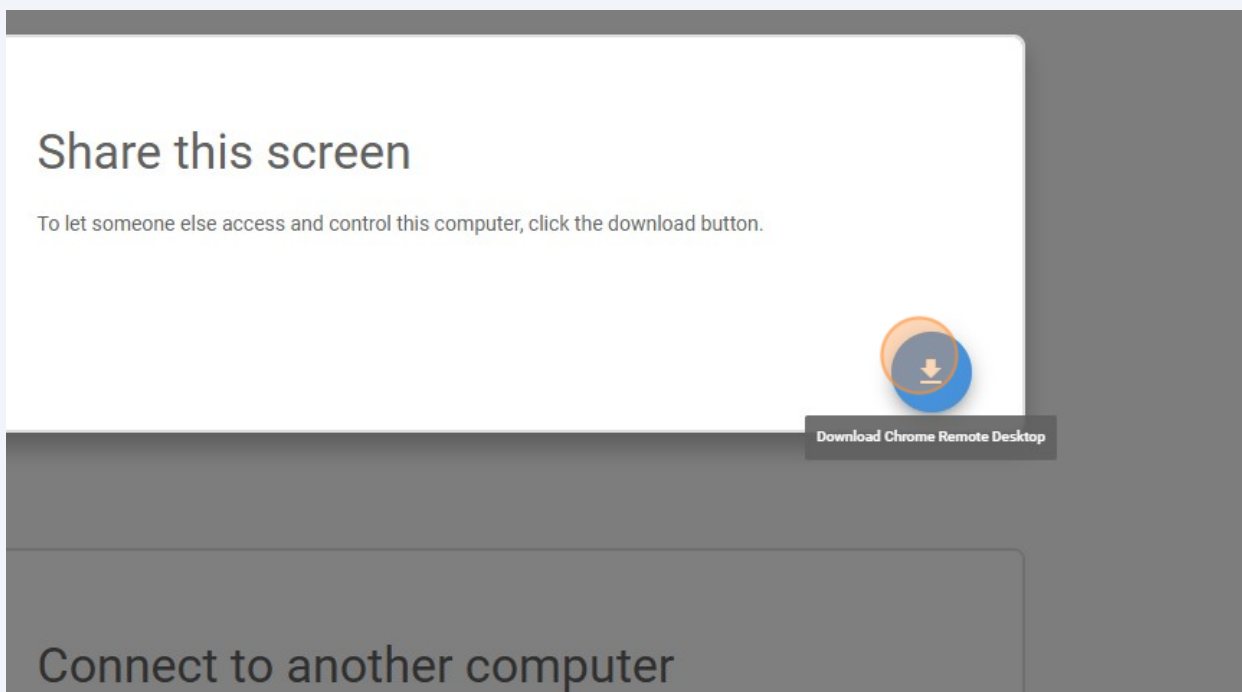 Share this screen
To let someone else access and control this computer, click the download button.
Download Chrome Remote Desktop
Connect to another computer